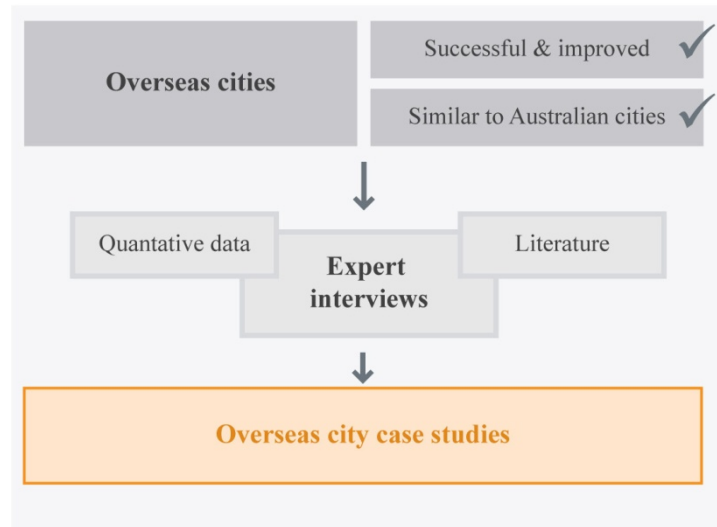 Overseas cities
Successful & improved
Similar to Australian cities
Quantative data
Expert
interviews
Literature
Overseas city case studies